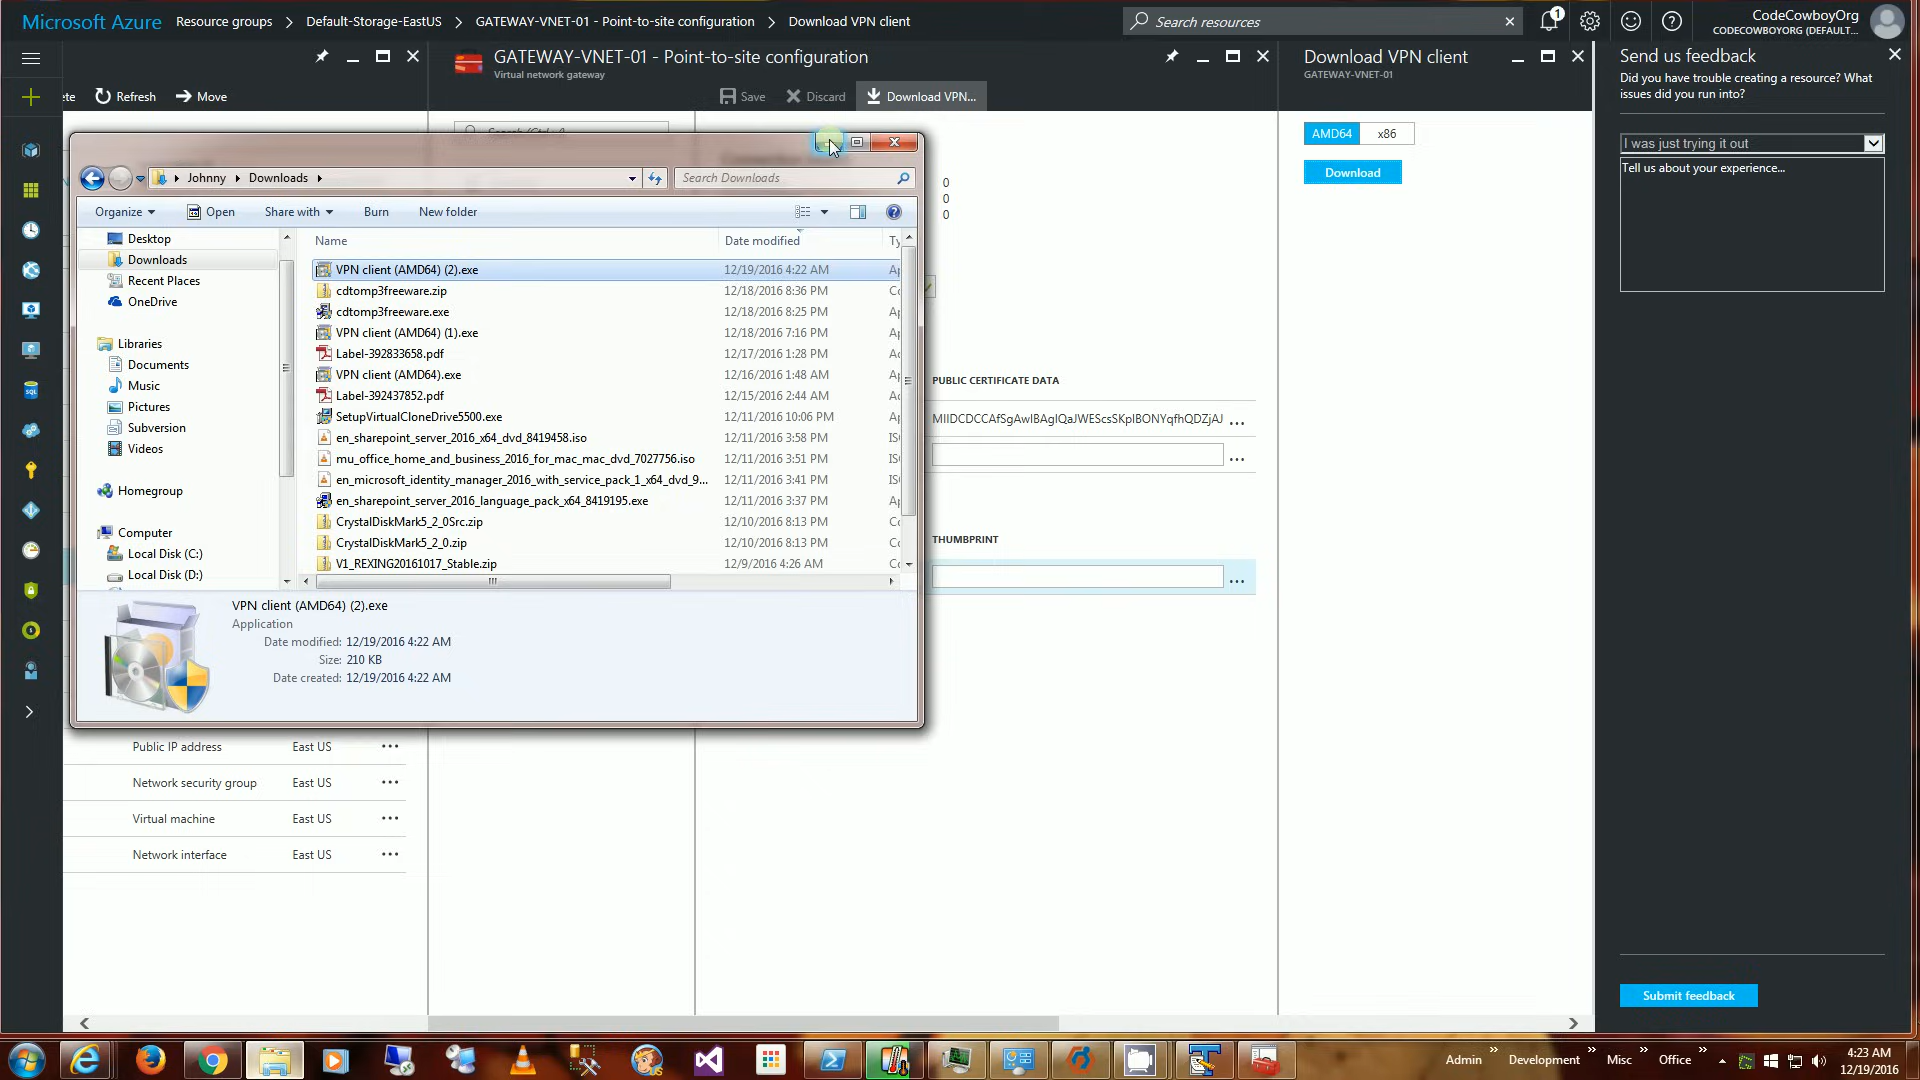 Microsoft Azure Resource groups > Default-Storage-EastUS > GATEWAY-VNET-01 - Point-to-site configuration > Download VPN client
Search resources
1
CodeCowboyOrg
CODECOWBOYORG (DEFAULT...
GATEWAY-VNET-01 - Point-to-site configuration
Virtual network gateway
Download VPN client
GATEWAY-VNET-01
Send us feedback
Did you have trouble creating a resource? What
issues did you run into?
Refresh
Move
Save
Discard
Download VPN...
AMD64
x86
Download
I was just trying it out
Tell us about your experience...
Johnny
Downloads
Search Downloads
0
0
0
Organize
Open
Share with
Burn
New folder
Name
Date modified
Desktop
Downloads
Recent Places
OneDrive
Libraries
Documents
Music
Pictures
Subversion
Videos
Homegroup
Computer
Local Disk (C:)
Local Disk (D:)
VPN client (AMD64) (2).exe 12/19/2016 4:22 AM
cdtomp3freeware.zip 12/18/2016 8:36 PM
cdtomp3freeware.exe 12/18/2016 8:25 PM
VPN client (AMD64) (1).exe 12/18/2016 7:16 PM
Label-392833658.pdf 12/17/2016 1:28 PM
VPN client (AMD64).exe 12/16/2016 1:48 AM
Label-392437852.pdf 12/15/2016 2:44 AM
SetupVirtualCloneDrive5500.exe 12/11/2016 10:06 PM
en_sharepoint_server_2016_x64_dvd_8419458.iso 12/11/2016 3:58 PM
mu_office_home_and_business_2016_for_mac_mac_dvd_7027756.iso 12/11/2016 3:51 PM
en_microsoft_identity_manager_2016_with_service_pack_1_x64_dvd_9... 12/11/2016 3:41 PM
en_sharepoint_server_2016_language_pack_x64_8419195.exe 12/11/2016 3:37 PM
CrystalDiskMark5_2_0Src.zip 12/10/2016 8:13 PM
CrystalDiskMark5_2_0.zip 12/10/2016 8:13 PM
V1_REXING20161017_Stable.zip 12/9/2016 4:26 AM
PUBLIC CERTIFICATE DATA
THUMBPRINT
VPN client (AMD64) (2).exe
Application
Date modified: 12/19/2016 4:22 AM
Size: 210 KB
Date created: 12/19/2016 4:22 AM
Public IP address East US ...
Network security group East US ...
Virtual machine East US ...
Network interface East US ...
Submit feedback
Admin
Development
Misc
Office
4:23 AM
12/19/2016